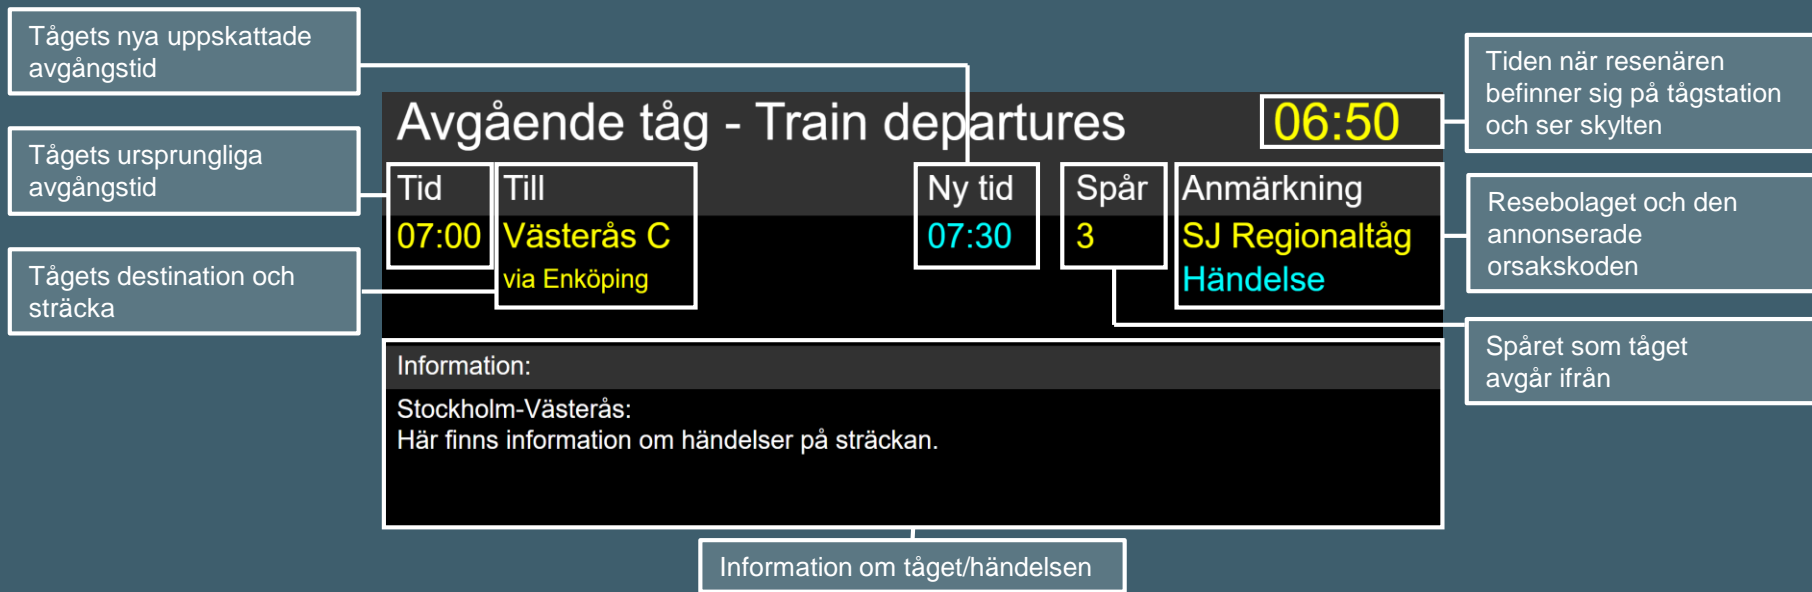 Tågets nya uppskattade
avgångstid
Tågets ursprungliga
avgångstid
Tågets destination och
sträcka
Avgående tåg - Train departures
06:50
Tid
Till
Ny tid
Spår
Anmärkning
07:00
Västerås C
07:30
3
SJ Regionaltåg
via Enköping
Händelse
Information:
Stockholm-Västerås:
Här finns information om händelser på sträckan.
Information om tåget/händelsen
Tiden när resenären
befinner sig på tågstation
och ser skylten
Resebolaget och den
annonserade
orsakskoden
Spåret som tåget
avgår ifrån